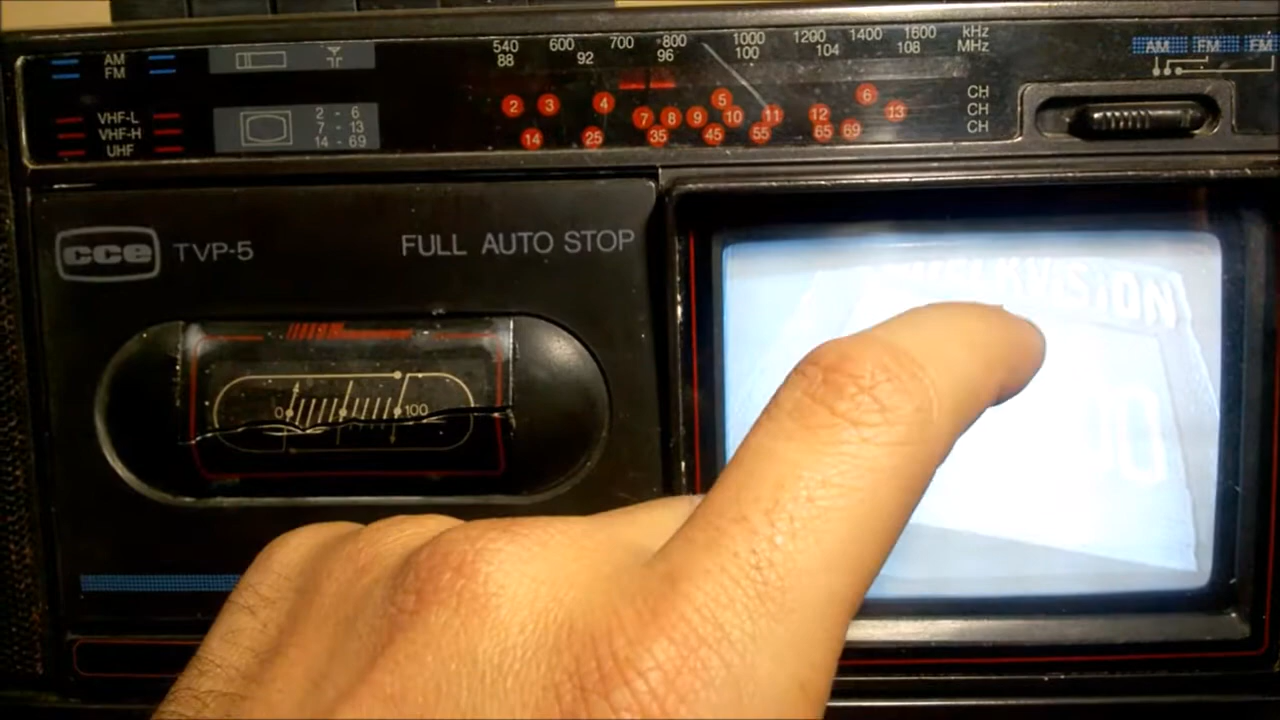 AM
FM
VHF-L
VHF-H
UHF
2 - 6
7 - 13
14 - 69
540 600 700 800 1000 1200 1400 1600 kHz
88 92 96 100 104 108 MHz
2 3 4 5 6 CH
7 8 9 10 11 12 13 CH
14 25 35 45 55 65 69 CH
AM FM FM
cce TVP-5 FULL AUTO STOP
0 100